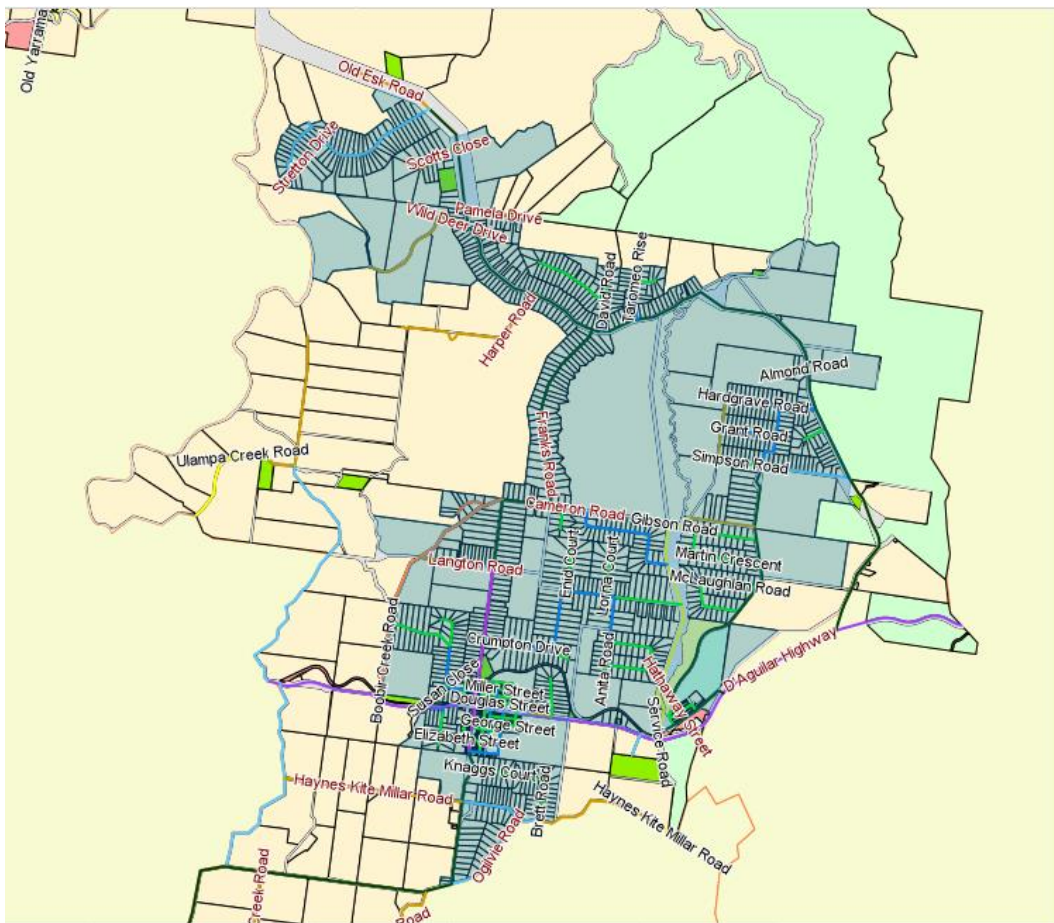 Old Yarrama
Old Esk Road
Stretton Drive
Scotts Close
Pamela Drive
Wild Deer Drive
David Road
Taromeo Rise
Harper Road
Almond Road
Hardgrave Road
Franks Road
Grant Road
Ulampa Creek Road
Simpson Road
Cameron Road
Gibson Road
Enid Court
Lorna Court
Martin Crescent
Langton Road
McLaughlan Road
Boobir Creek Road
Crumpton Drive
Anita Road
D'Aguilar Highway
Susan Close
Miller Street
Hathaway Street
Douglas Street
George Street
Service Road
Elizabeth Street
Knaggs Court
Haynes Kite Millar Road
Brett Road
Haynes Kite Millar Road
Ogilvie Road
Creek Road
Road